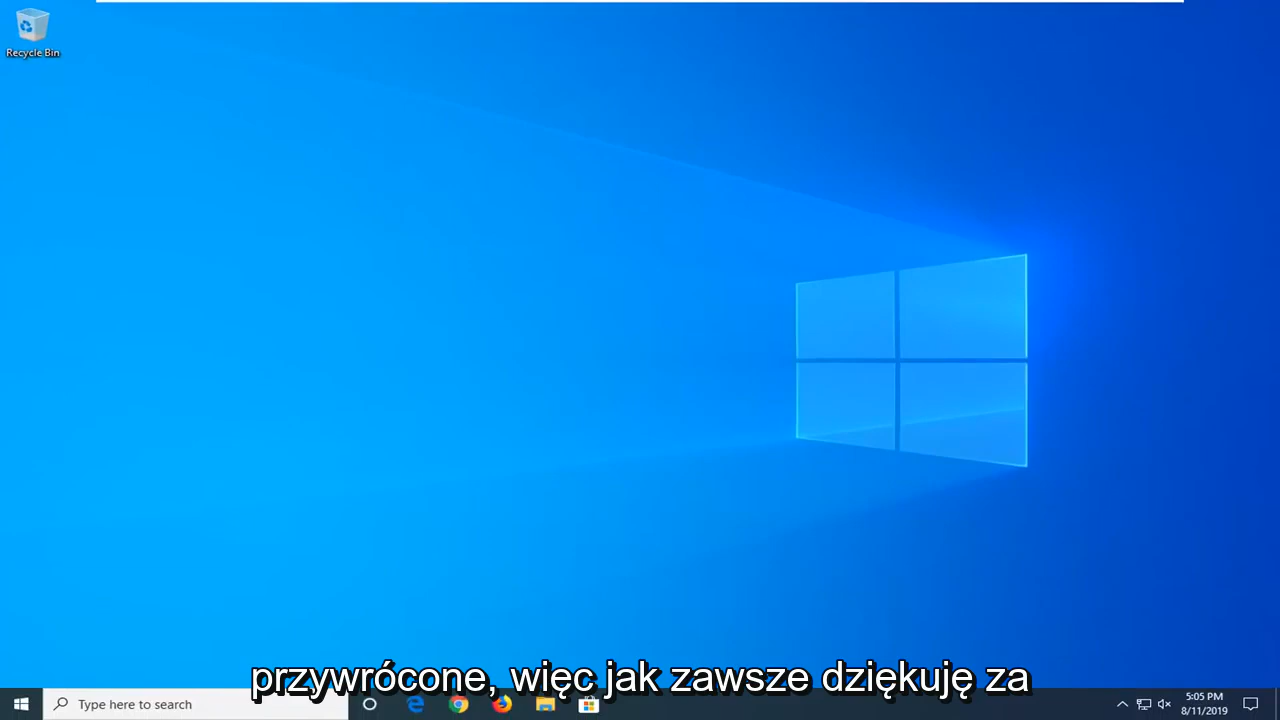 Recycle Bin
przywrócone, więc jak zawsze dziękuję za
Type here to search
5:05 PM
8/11/2019